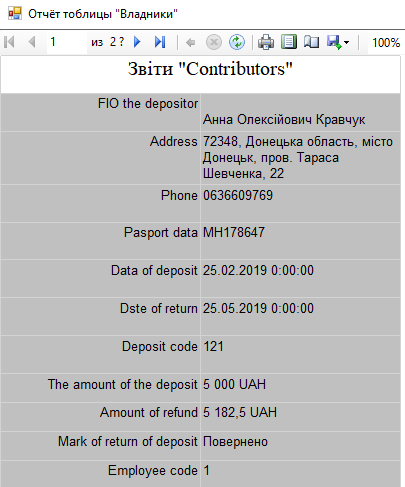 Отчёт тоблицы "Владники"
1 из 2 ? 100%
Звіти "Contributors"
FIO the depositor
Анна Олексійович Кравчук
Address 72348, Донецька область, місто
Донецьк, пров. Тараса
Шевченка, 22
Phone 0636609769
Pasport data МН178647
Data of deposit 25.02.2019 0:00:00
Dste of return 25.05.2019 0:00:00
Deposit code 121
The amount of the deposit 5 000 UAH
Amount of refund 5 182,5 UAH
Mark of return of deposit Повернено
Employee code 1